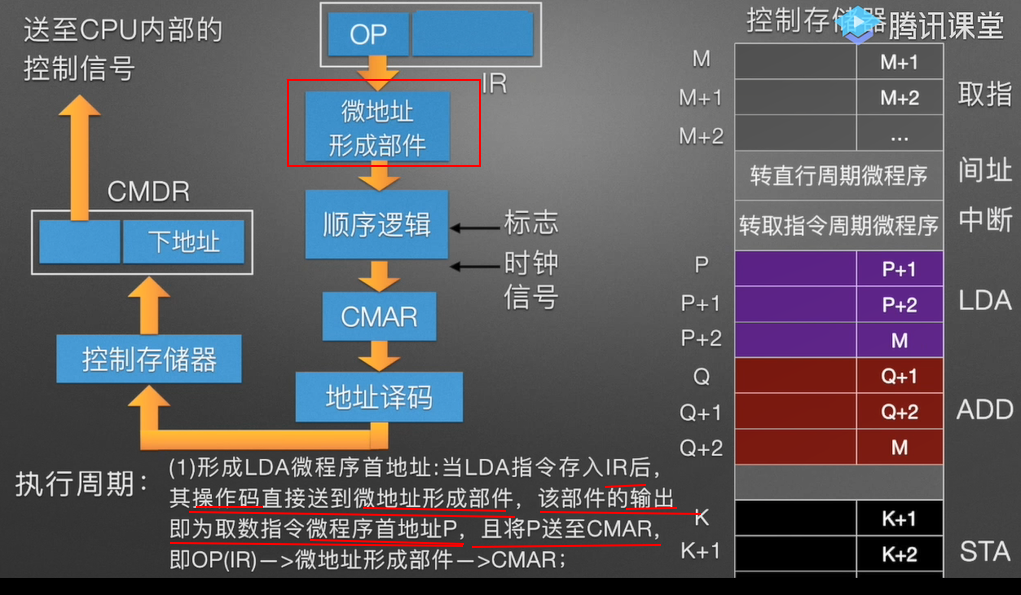 送至CPU内部的
控制信号
OP
IR
微地址
形成部件
顺序逻辑
标志
时钟
信号
CMAR
地址译码
CMDR
下地址
控制存储器
控制存储器
腾讯课堂
M
M+1
M+1
M+2
取指
M+2
...
转直行周期微程序
间址
转取指令周期微程序
中断
P
P+1
P+1
P+2
LDA
P+2
M
Q
Q+1
Q+1
Q+2
ADD
Q+2
M
K
K+1
K+1
K+2
STA
执行周期：
(1)形成LDA微程序首地址:当LDA指令存入IR后，
其操作码直接送到微地址形成部件，该部件的输出
即为取数指令微程序首地址P，且将P送至CMAR，
即OP(IR)—>微地址形成部件—>CMAR；